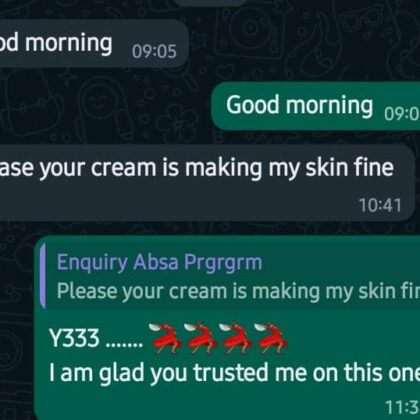 od morning
09:05
Good morning
09:0
ase your cream is making my skin fine
10:41
Enquiry Absa Prgrgrm
Please your cream is making my skin fin
Y333 ....... 💃💃💃💃
I am glad you trusted me on this one
11:3